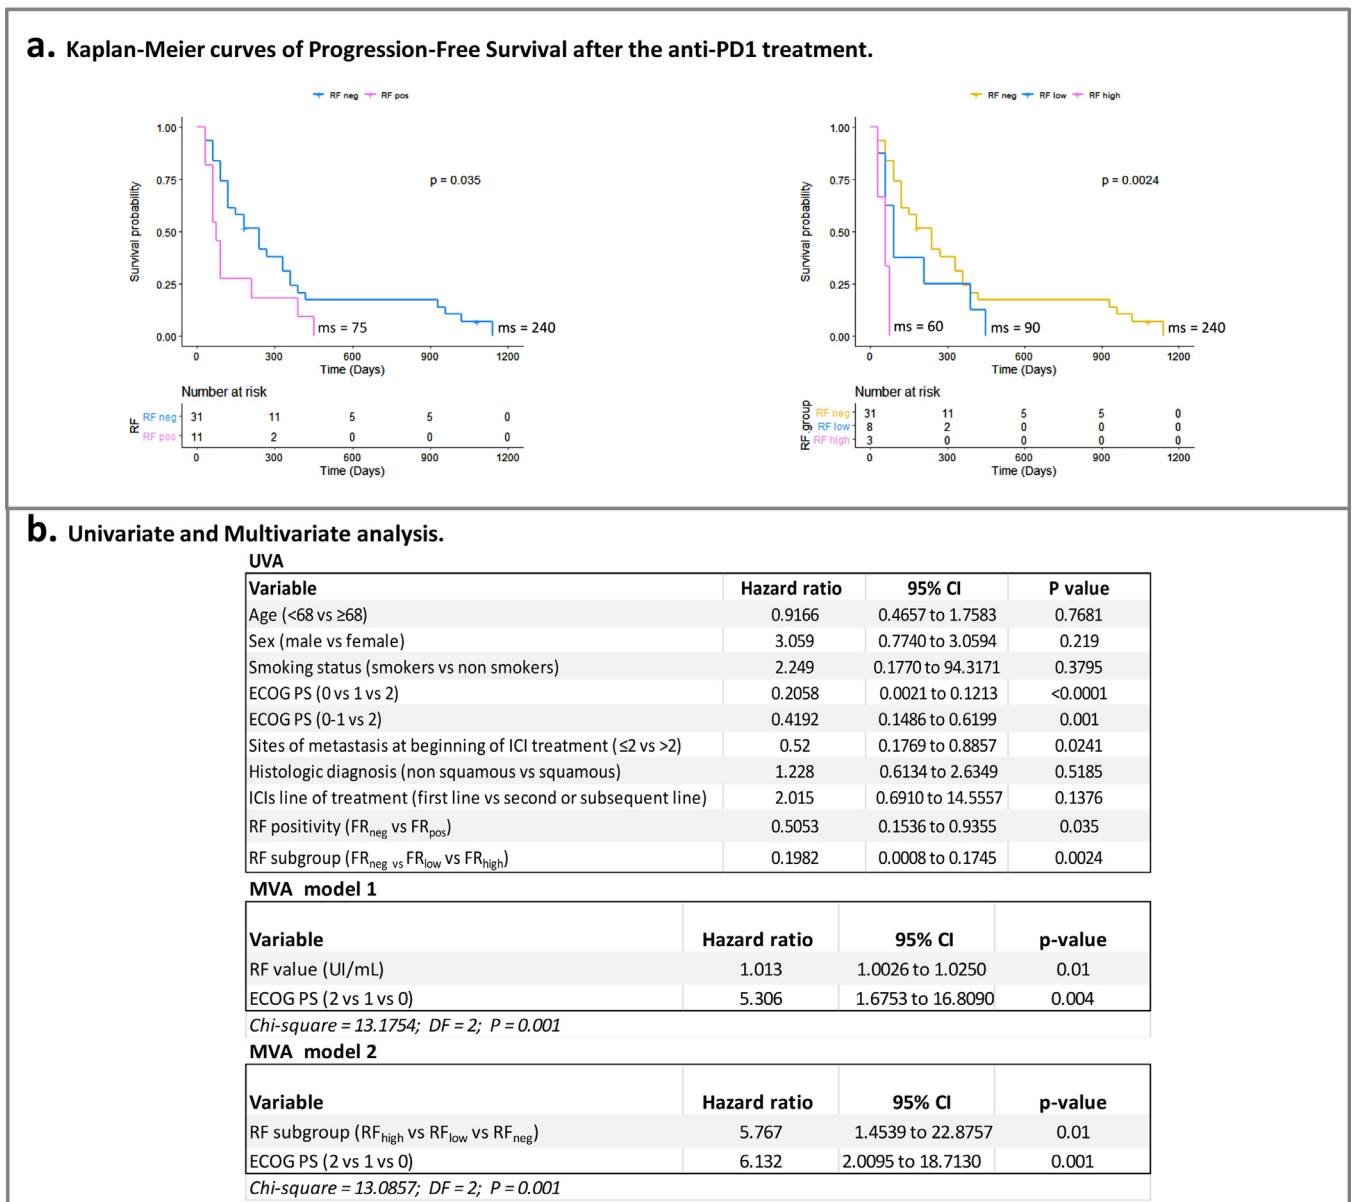 a. Kaplan-Meier curves of Progression-Free Survival after the anti-PD1 treatment.
RF neg RF pos
Survival probability
1.00
0.75
0.50
0.25
0.00
p = 0.035
ms = 75
ms = 240
0 300 600 900 1200
Time (Days)
Number at risk
RF
RF neg 31 11 5 5 0
RF pos 11 2 0 0 0
0 300 600 900 1200
Time (Days)
RF neg RF low RF high
Survival probability
1.00
0.75
0.50
0.25
0.00
p = 0.0024
ms = 60
ms = 90
ms = 240
0 300 600 900 1200
Time (Days)
Number at risk
RF.group
RF neg 31 11 5 5 0
RF low 8 2 0 0 0
RF high 3 0 0 0 0
0 300 600 900 1200
Time (Days)
b. Univariate and Multivariate analysis.
UVA
Variable Hazard ratio 95% CI P value
Age (<68 vs ≥68) 0.9166 0.4657 to 1.7583 0.7681
Sex (male vs female) 3.059 0.7740 to 3.0594 0.219
Smoking status (smokers vs non smokers) 2.249 0.1770 to 94.3171 0.3795
ECOG PS (0 vs 1 vs 2) 0.2058 0.0021 to 0.1213 <0.0001
ECOG PS (0-1 vs 2) 0.4192 0.1486 to 0.6199 0.001
Sites of metastasis at beginning of ICI treatment (≤2 vs >2) 0.52 0.1769 to 0.8857 0.0241
Histologic diagnosis (non squamous vs squamous) 1.228 0.6134 to 2.6349 0.5185
ICIs line of treatment (first line vs second or subsequent line) 2.015 0.6910 to 14.5557 0.1376
RF positivity (FRneg vs FRpos) 0.5053 0.1536 to 0.9355 0.035
RF subgroup (FRneg vs FRlow vs FRhigh) 0.1982 0.0008 to 0.1745 0.0024
MVA model 1
Variable Hazard ratio 95% CI p-value
RF value (UI/mL) 1.013 1.0026 to 1.0250 0.01
ECOG PS (2 vs 1 vs 0) 5.306 1.6753 to 16.8090 0.004
Chi-square = 13.1754; DF = 2; P = 0.001
MVA model 2
Variable Hazard ratio 95% CI p-value
RF subgroup (RFhigh vs RFlow vs RFneg) 5.767 1.4539 to 22.8757 0.01
ECOG PS (2 vs 1 vs 0) 6.132 2.0095 to 18.7130 0.001
Chi-square = 13.0857; DF = 2; P = 0.001